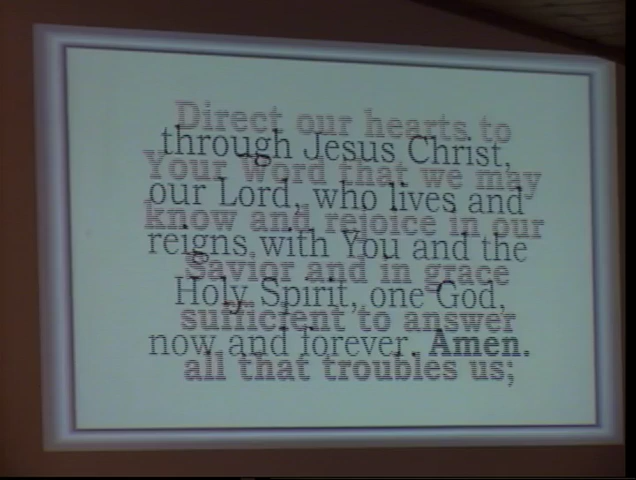 Direct our hearts to
through Jesus Christ,
Your Word that we may
our Lord, who lives and
know and rejoice in our
reigns with You and the
Savior and in grace
Holy Spirit, one God,
sufficient to answer
now and forever. Amen.
all that troubles us;